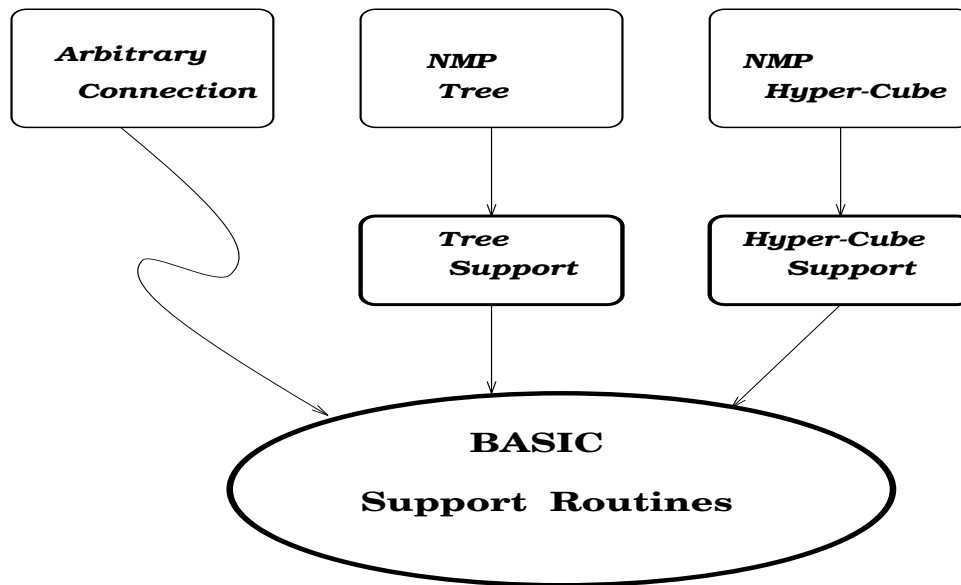 Arbitrary
Connection
NMP
Tree
NMP
Hyper-Cube
Tree
Support
Hyper-Cube
Support
BASIC
Support Routines